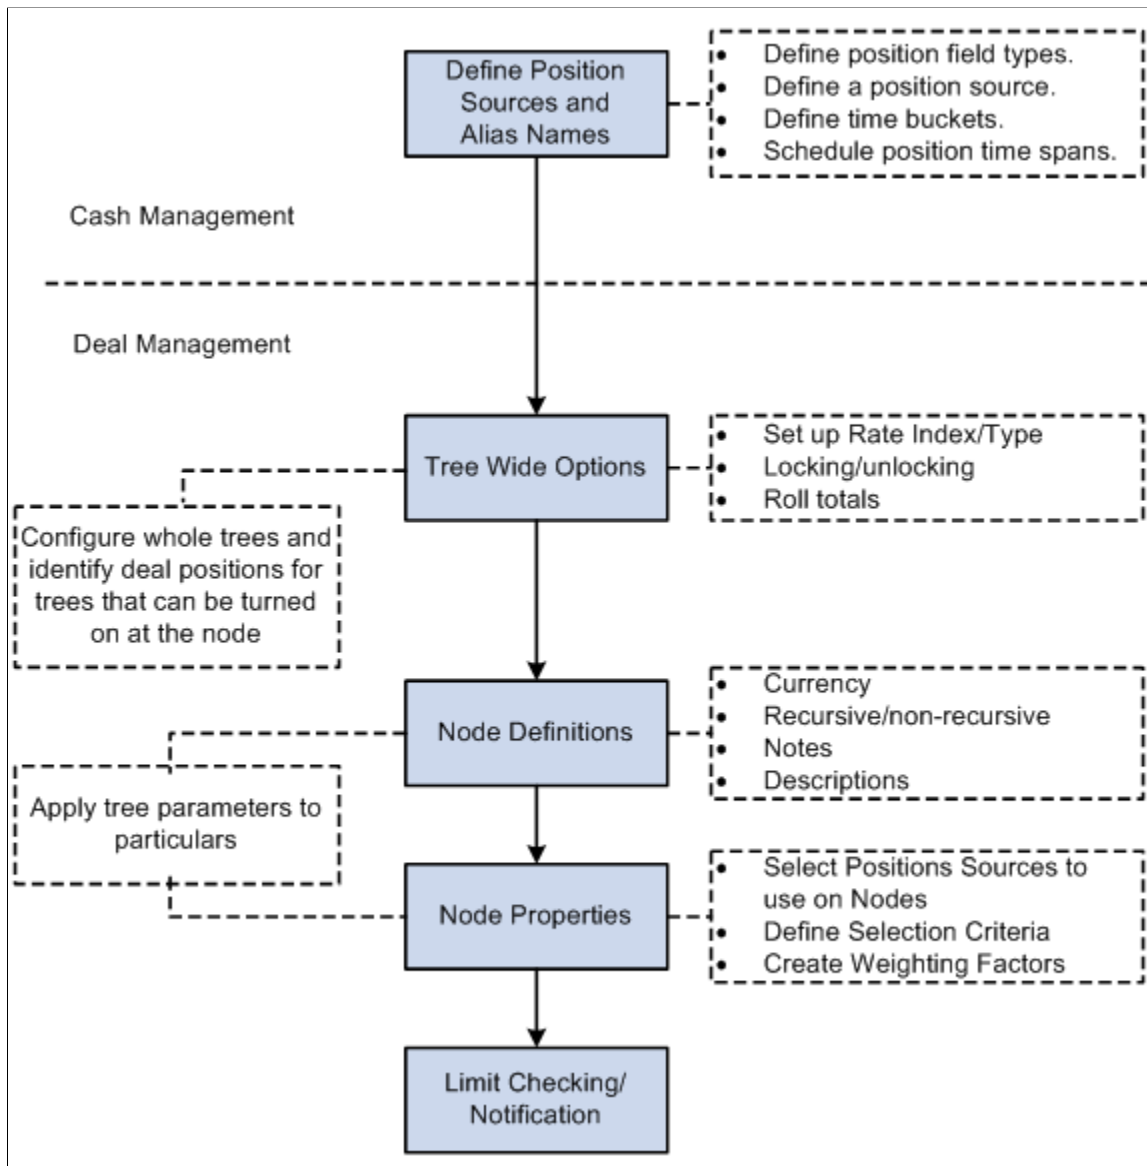 Define Position
Sources and
Alias Names
• Define position field types.
• Define a position source.
• Define time buckets.
• Schedule position time spans.
Cash Management
Deal Management
Tree Wide Options
• Set up Rate Index/Type
• Locking/unlocking
• Roll totals
Configure whole trees and
identify deal positions for
trees that can be turned
on at the node
Node Definitions
• Currency
• Recursive/non-recursive
• Notes
• Descriptions
Apply tree parameters to
particulars
Node Properties
• Select Positions Sources to
use on Nodes
• Define Selection Criteria
• Create Weighting Factors
Limit Checking/
Notification